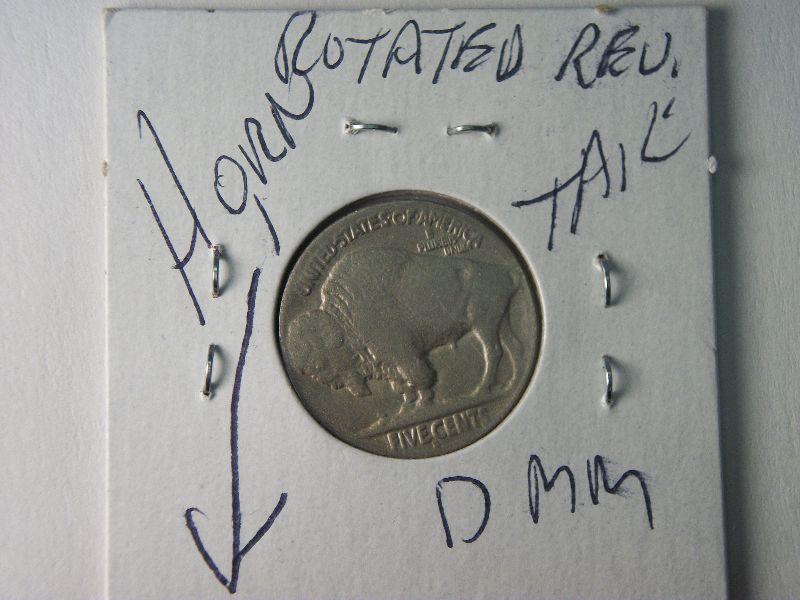 ROTATED REV.
HORN
TAIL
UNITED STATES OF AMERICA
E
PLURIBUS
UNUM
FIVE CENTS
D MM